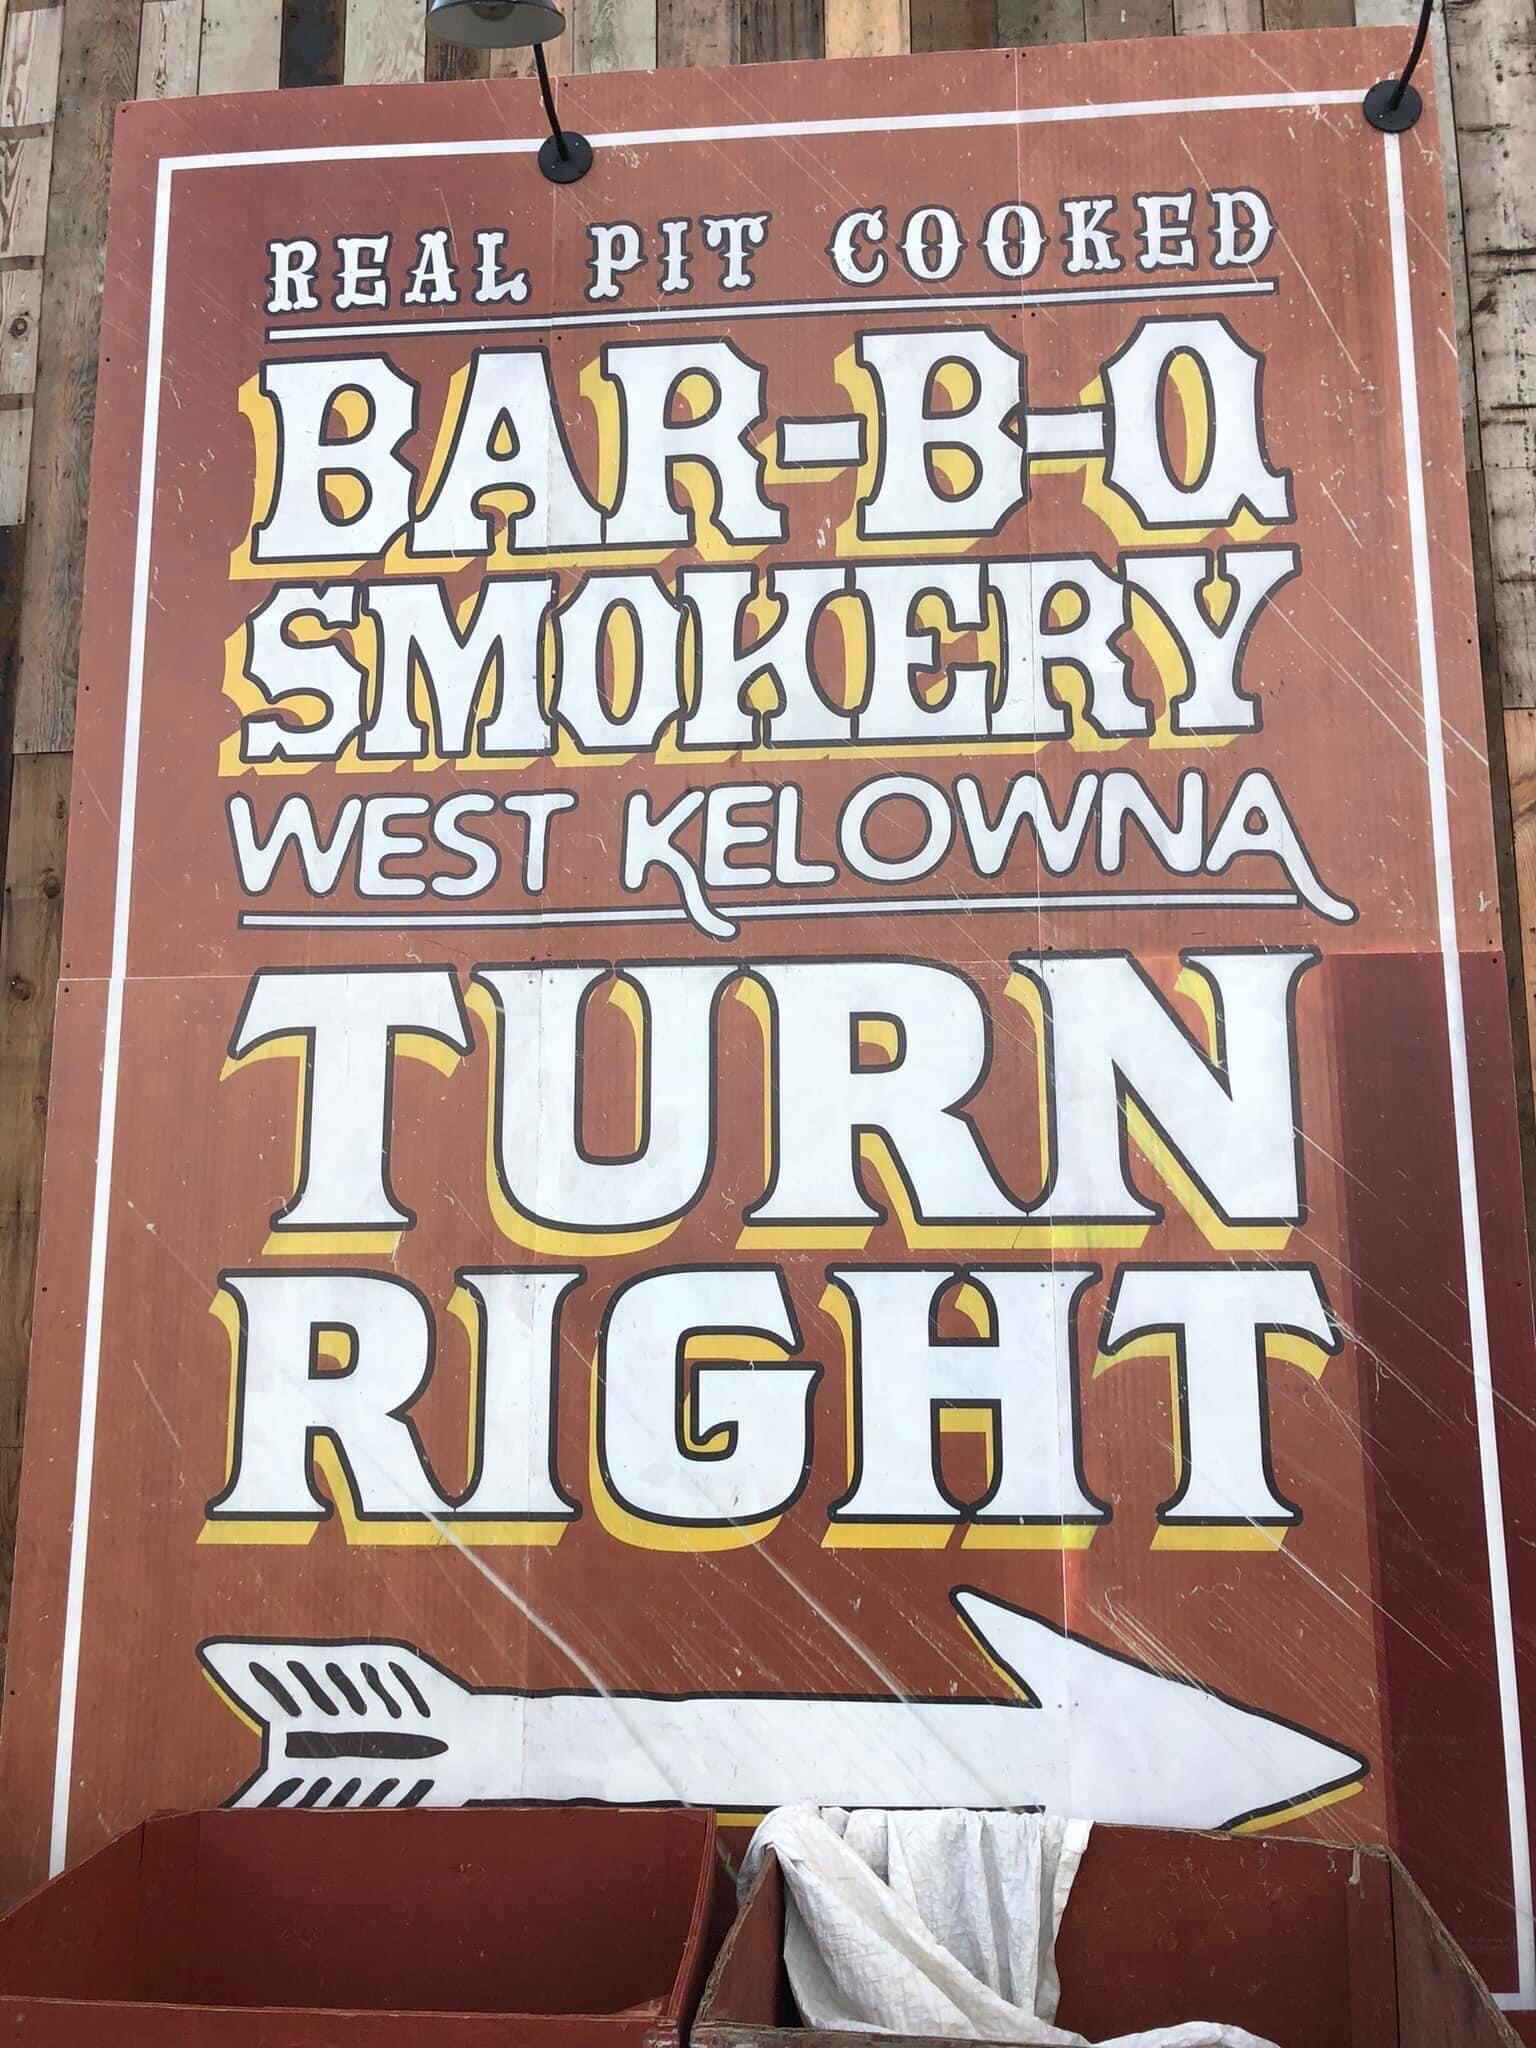 REAL PIT COOKED
BAR-B-Q
SMOKERY
WEST KELOWNA
TURN
RIGHT